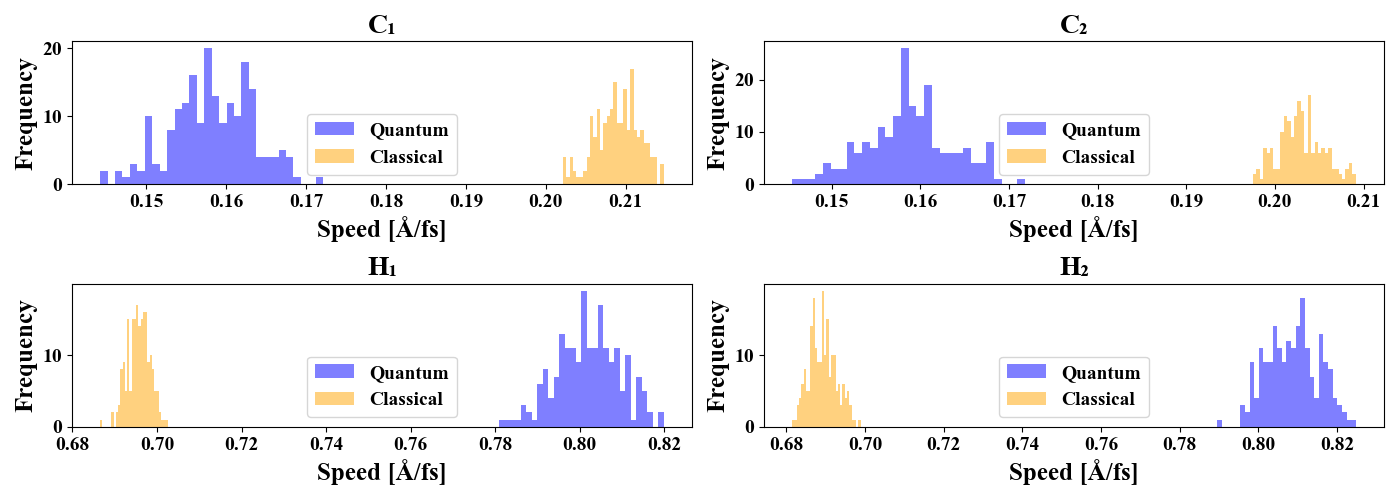 C₁
20
10
0
Frequency
Quantum
Classical
0.15 0.16 0.17 0.18 0.19 0.20 0.21
Speed [Å/fs]
C₂
20
10
0
Frequency
Quantum
Classical
0.15 0.16 0.17 0.18 0.19 0.20 0.21
Speed [Å/fs]
H₁
10
0
Frequency
Quantum
Classical
0.68 0.70 0.72 0.74 0.76 0.78 0.80 0.82
Speed [Å/fs]
H₂
10
0
Frequency
Quantum
Classical
0.68 0.70 0.72 0.74 0.76 0.78 0.80 0.82
Speed [Å/fs]